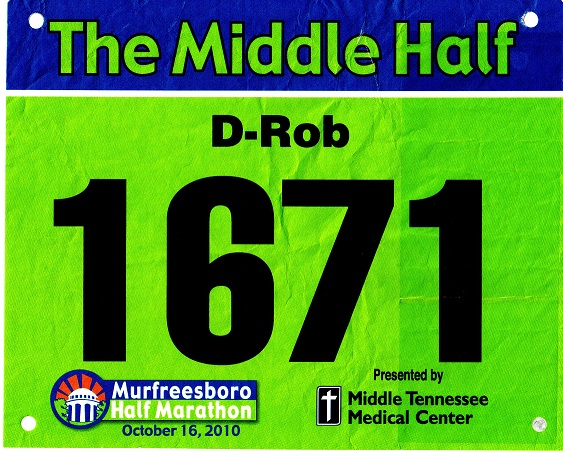 The Middle Half
D-Rob
1671
Presented by
Murfreesboro
Half Marathon
October 16, 2010
Middle Tennessee
Medical Center